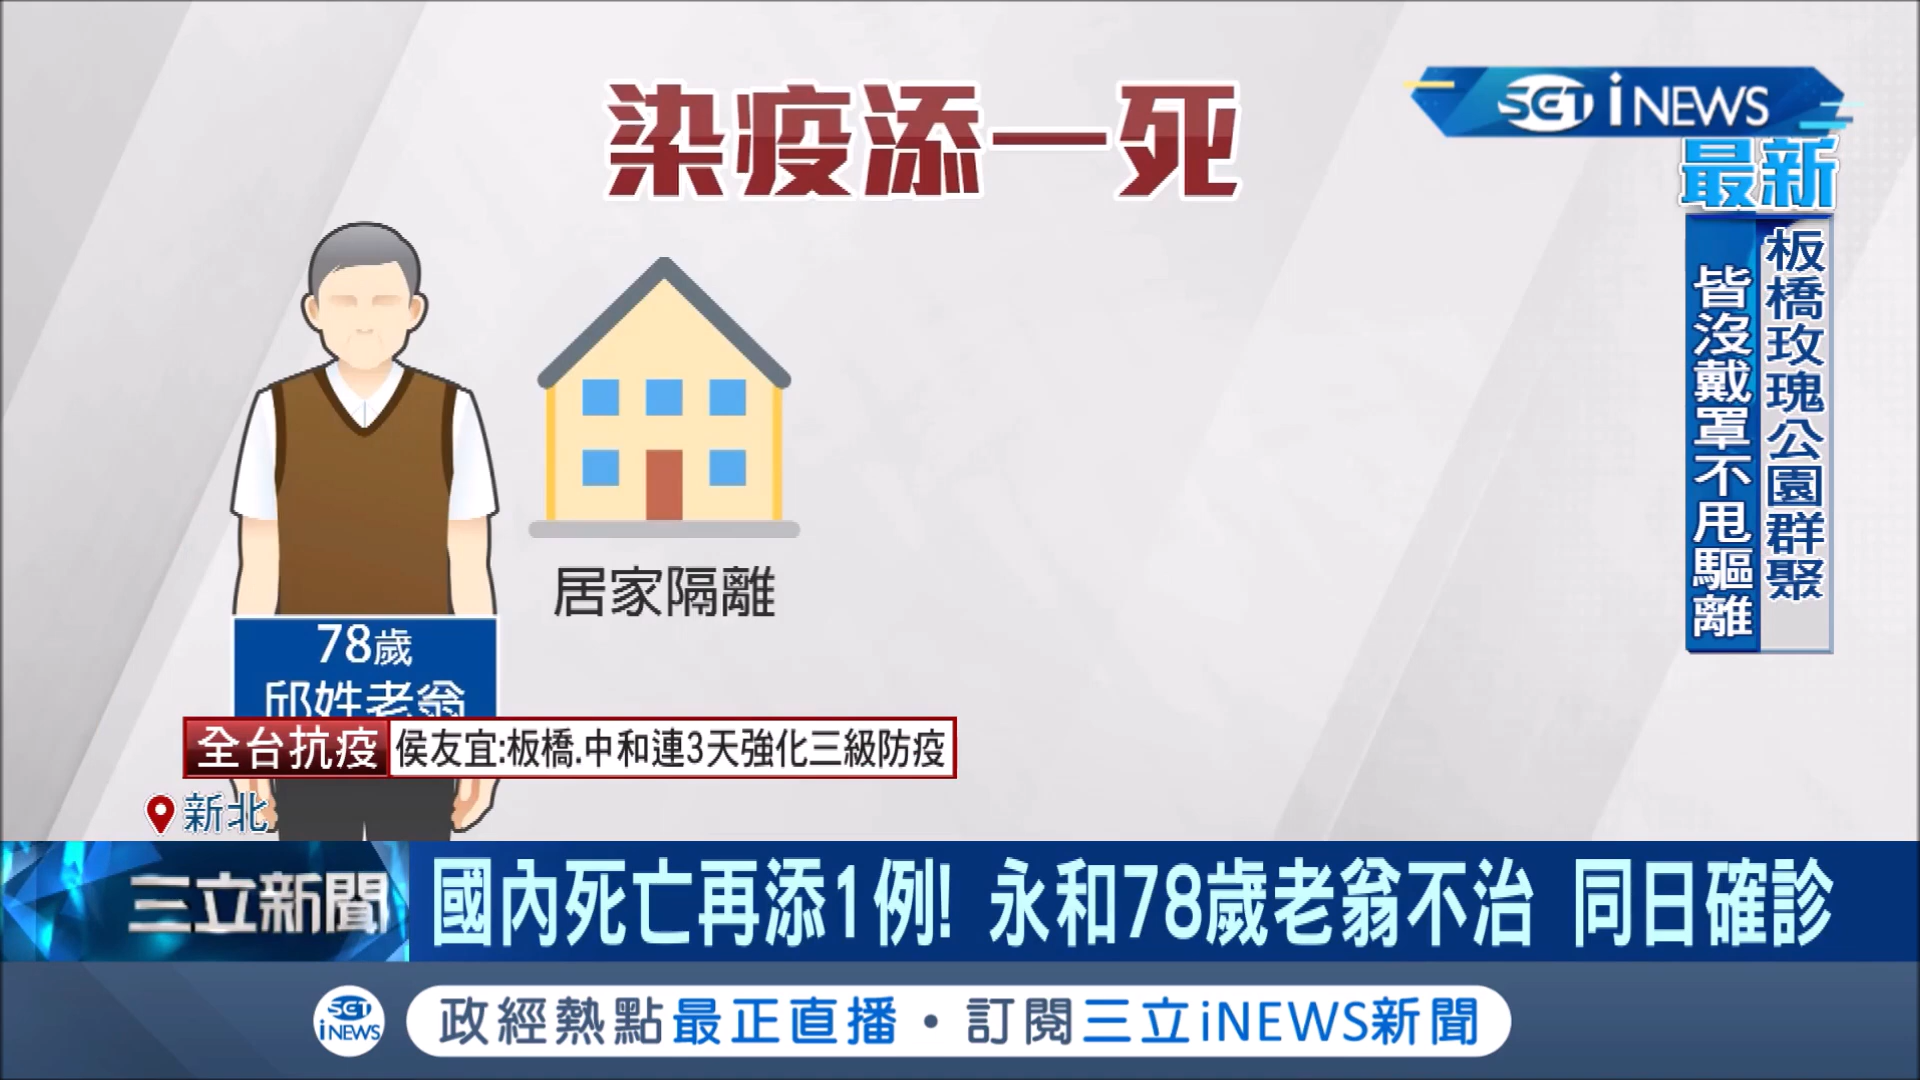 染疫添一死
SET iNEWS
最新
板橋玫瑰公園群聚
皆沒戴罩不甩驅離
居家隔離
78歲
邱姓老翁
全台抗疫
侯友宜:板橋.中和連3天強化三級防疫
新北
三立新聞
國內死亡再添1例! 永和78歲老翁不治 同日確診
SET iNEWS
政經熱點最正直播・訂閱三立iNEWS新聞